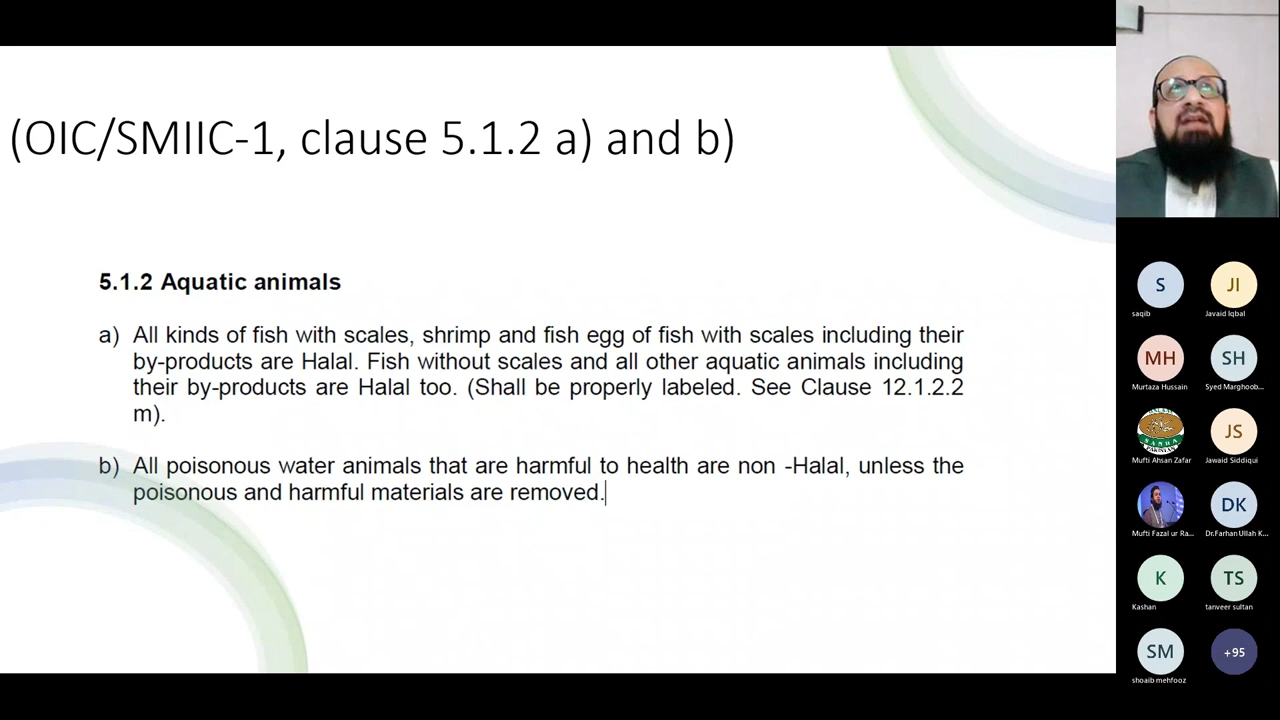 (OIC/SMIIC-1, clause 5.1.2 a) and b)
5.1.2 Aquatic animals
a) All kinds of fish with scales, shrimp and fish egg of fish with scales including their
by-products are Halal. Fish without scales and all other aquatic animals including
their by-products are Halal too. (Shall be properly labeled. See Clause 12.1.2.2
m).
b) All poisonous water animals that are harmful to health are non -Halal, unless the
poisonous and harmful materials are removed.
S
saqib
JI
Javaid Iqbal
MH
Murtaza Hussain
SH
Syed Marghoob...
Mufti Ahsan Zafar
JS
Jawaid Siddiqui
Mufti Fazal ur Ra...
DK
Dr.Farhan Ullah K...
K
Kashan
TS
tanveer sultan
SM
shoaib mehfooz
+95